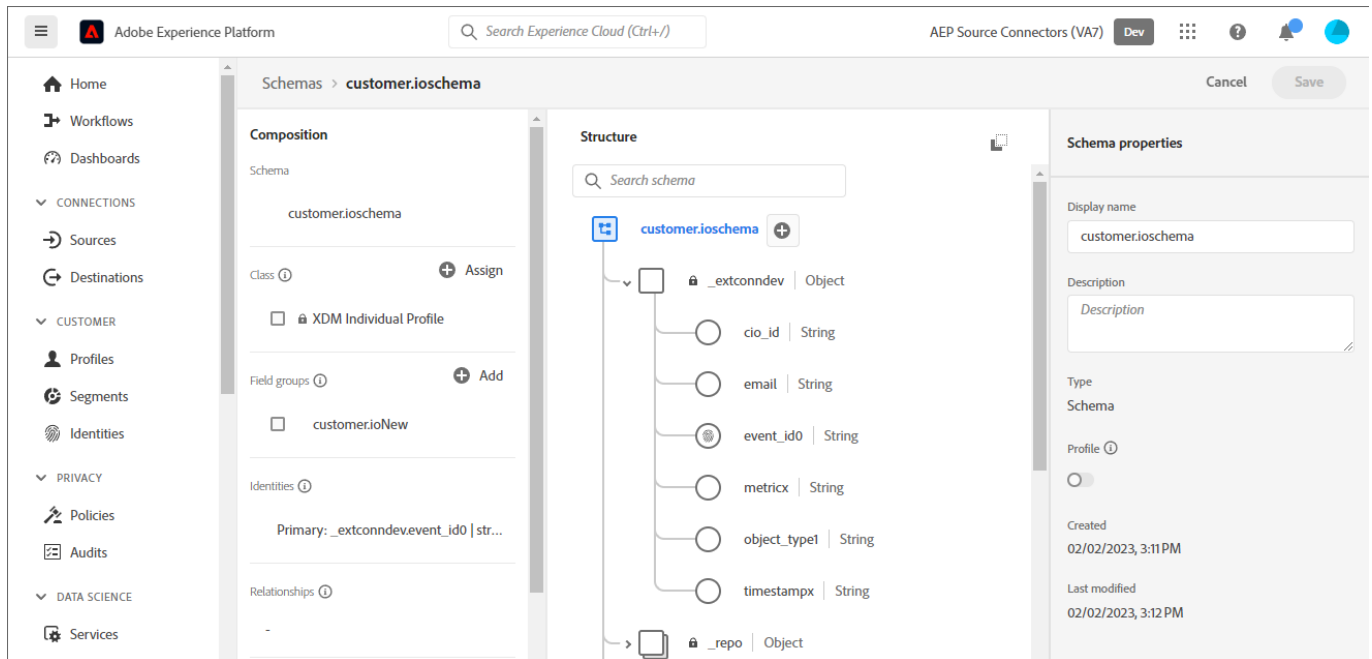 Adobe Experience Platform
Search Experience Cloud (Ctrl+/)
AEP Source Connectors (VA7)
Dev
Home
Workflows
Dashboards
CONNECTIONS
Sources
Destinations
CUSTOMER
Profiles
Segments
Identities
PRIVACY
Policies
Audits
DATA SCIENCE
Services
Schemas > customer.ioschema
Cancel
Save
Composition
Schema
customer.ioschema
Class
Assign
XDM Individual Profile
Field groups
Add
customer.ioNew
Identities
Primary: _extconndev.event_id0 | str...
Relationships
-
Structure
Search schema
customer.ioschema
_extconndev | Object
cio_id | String
email | String
event_id0 | String
metricx | String
object_type1 | String
timestampx | String
_repo | Object
Schema properties
Display name
customer.ioschema
Description
Description
Type
Schema
Profile
Created
02/02/2023, 3:11 PM
Last modified
02/02/2023, 3:12 PM